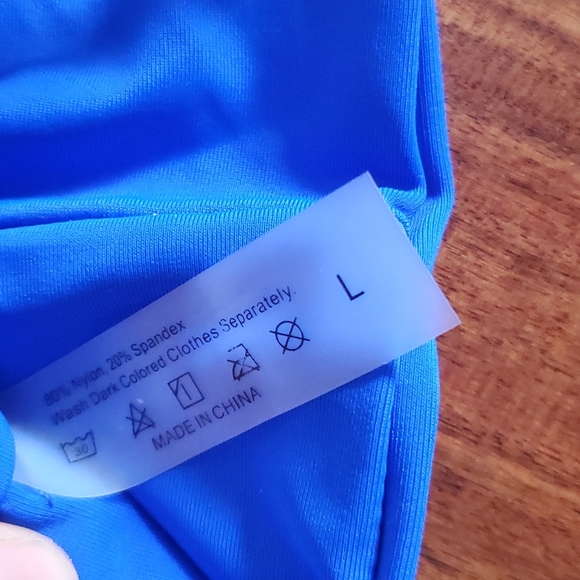 L
80% Nylon 20% Spandex
Wash Dark Colored Clothes Separately.
30
MADE IN CHINA